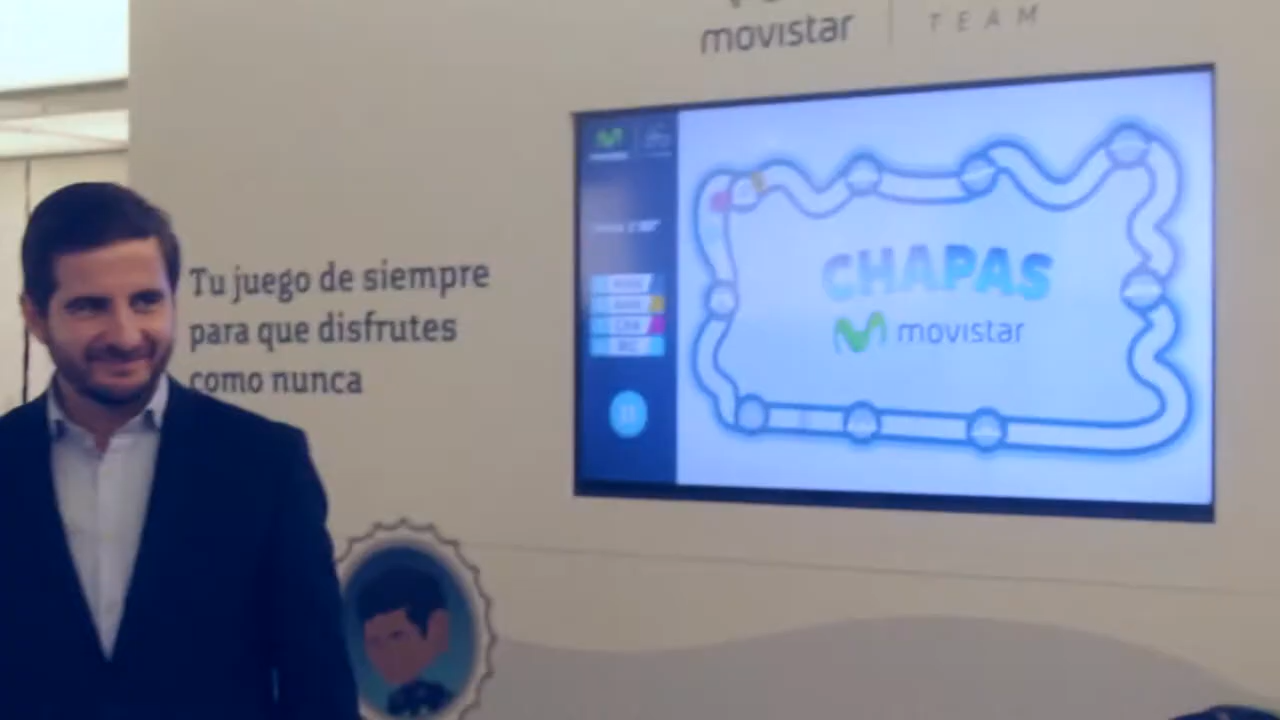 movistar
TEAM
Tu juego de siempre
para que disfrutes
como nunca
CHAPAS
movistar